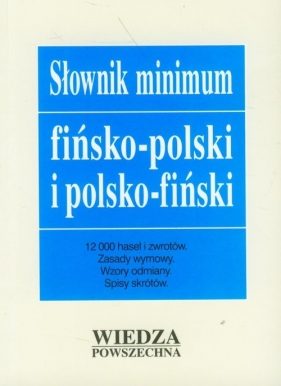 Słownik minimum
fińsko-polski
i polsko-fiński
12 000 haseł i zwrotów.
Zasady wymowy.
Wzory odmiany.
Spisy skrótów.
WIEDZA
POWSZECHNA